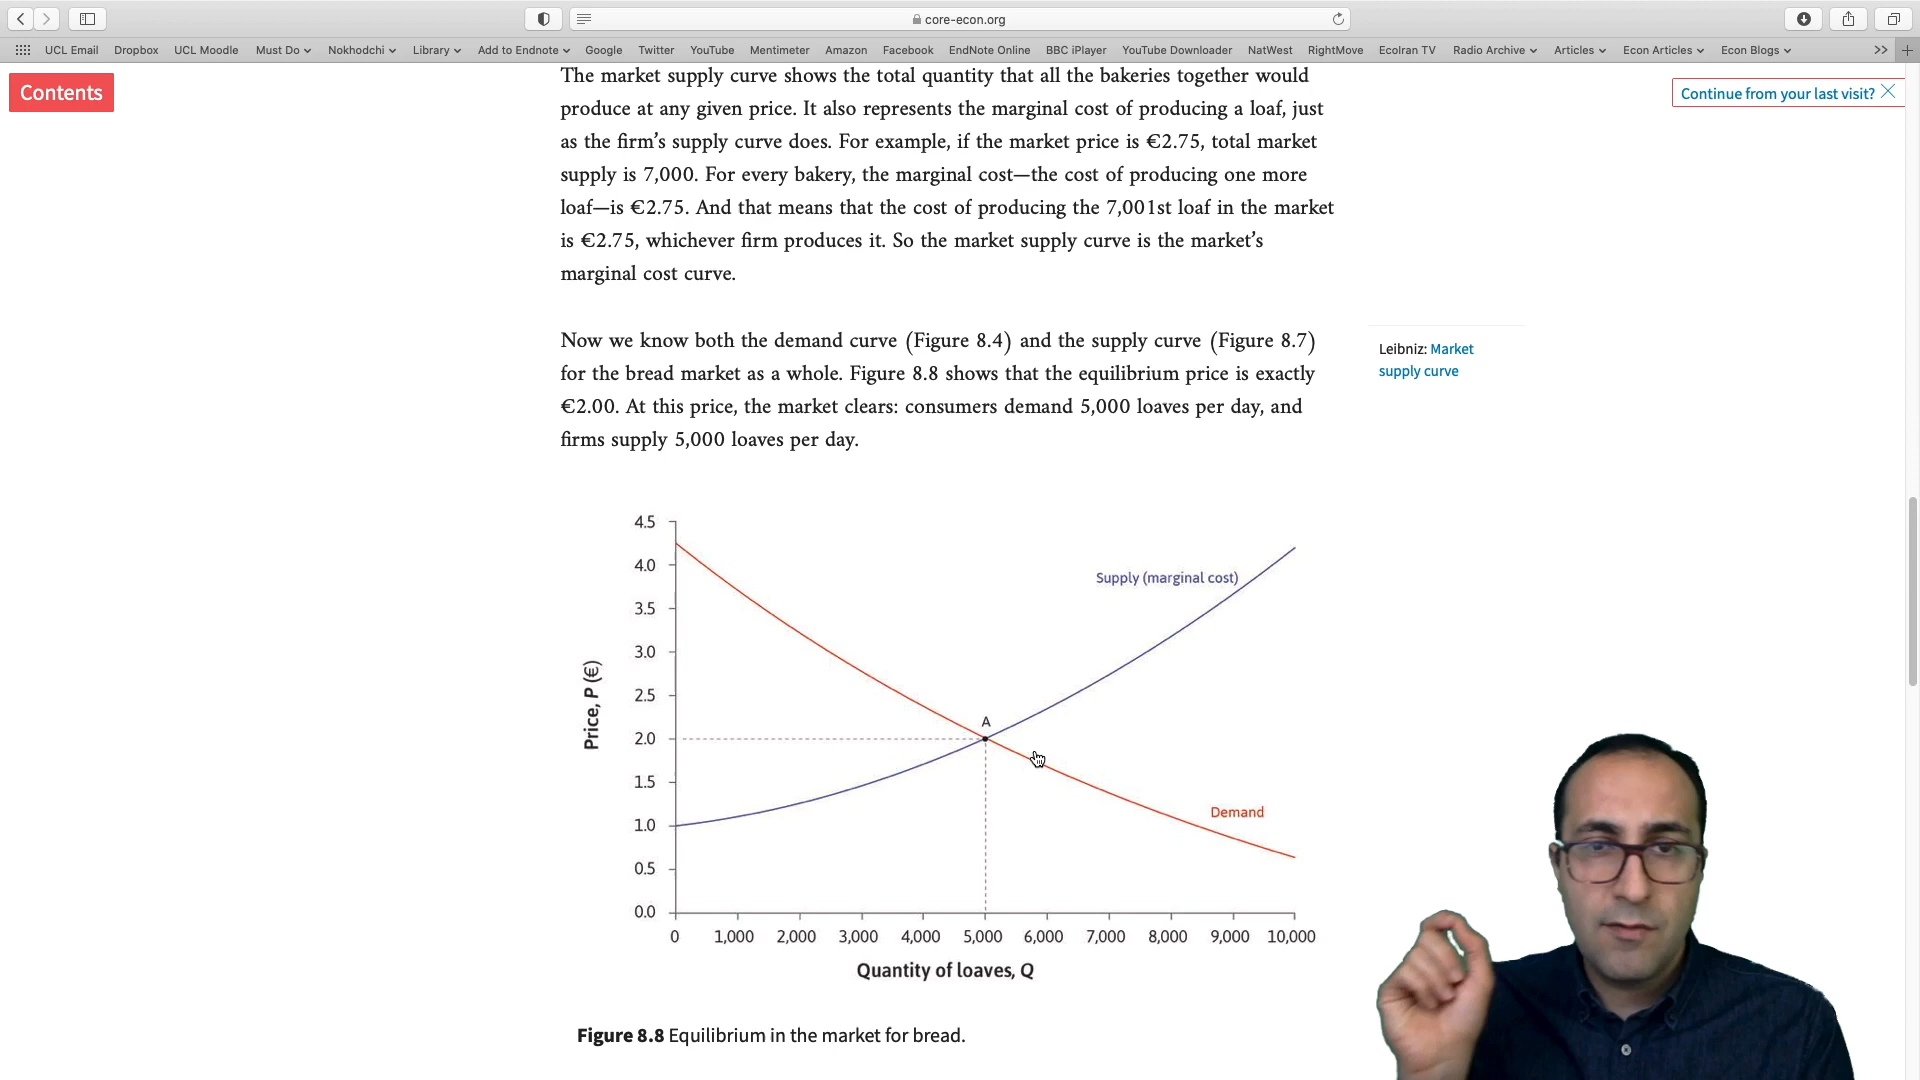 core-econ.org
UCL Email Dropbox UCL Moodle Must Do Nokhodchi Library Add to Endnote Google Twitter YouTube Mentimeter Amazon Facebook EndNote Online BBC iPlayer YouTube Downloader NatWest RightMove EcoIran TV Radio Archive Articles Econ Articles Econ Blogs
Contents
Continue from your last visit?
The market supply curve shows the total quantity that all the bakeries together would
produce at any given price. It also represents the marginal cost of producing a loaf, just
as the firm’s supply curve does. For example, if the market price is €2.75, total market
supply is 7,000. For every bakery, the marginal cost—the cost of producing one more
loaf—is €2.75. And that means that the cost of producing the 7,001st loaf in the market
is €2.75, whichever firm produces it. So the market supply curve is the market’s
marginal cost curve.
Now we know both the demand curve (Figure 8.4) and the supply curve (Figure 8.7)
for the bread market as a whole. Figure 8.8 shows that the equilibrium price is exactly
€2.00. At this price, the market clears: consumers demand 5,000 loaves per day, and
firms supply 5,000 loaves per day.
Leibniz: Market
supply curve
4.5
4.0
3.5
3.0
2.5
2.0
1.5
1.0
0.5
0.0
Price, P (€)
Supply (marginal cost)
A
Demand
0 1,000 2,000 3,000 4,000 5,000 6,000 7,000 8,000 9,000 10,000
Quantity of loaves, Q
Figure 8.8 Equilibrium in the market for bread.